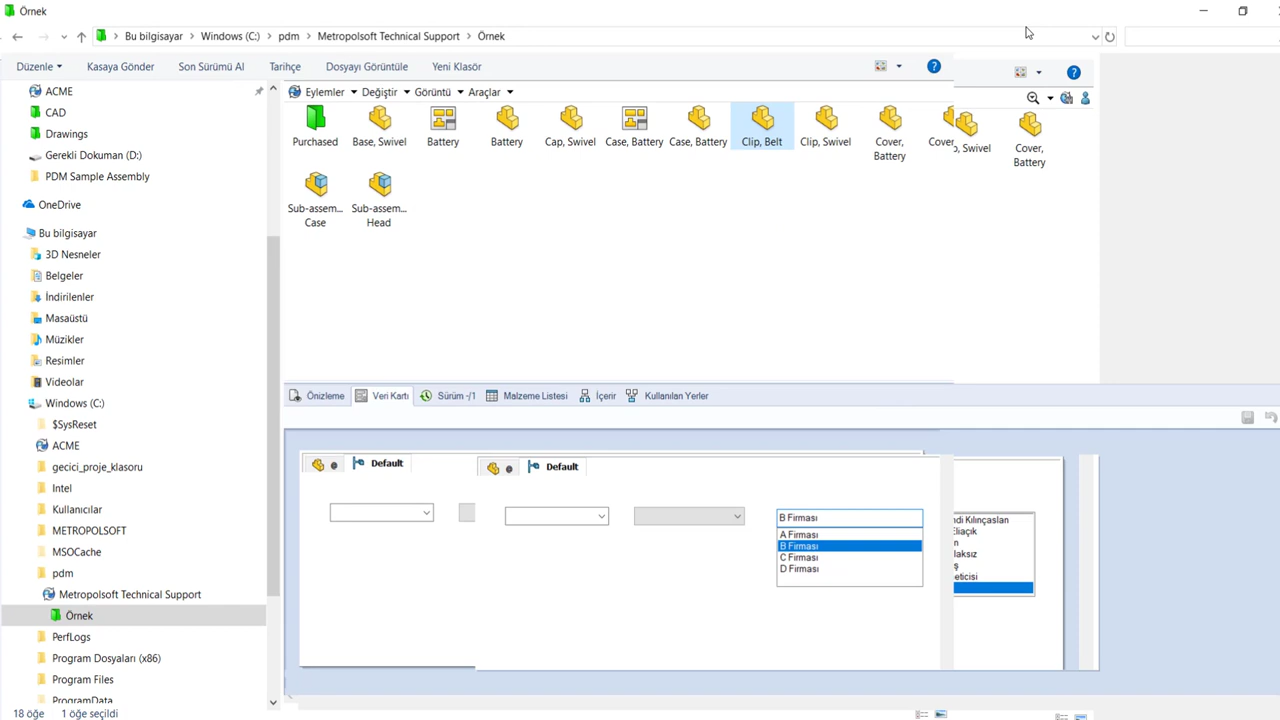 Örnek
Bu bilgisayar
Windows (C:)
pdm
Metropolsoft Technical Support
Örnek
Düzenle
Kasaya Gönder
Son Sürümü Al
Tarihçe
Dosyayı Görüntüle
Yeni Klasör
ACME
CAD
Drawings
Gerekli Dokuman (D:)
PDM Sample Assembly
OneDrive
Bu bilgisayar
3D Nesneler
Belgeler
İndirilenler
Masaüstü
Müzikler
Resimler
Videolar
Windows (C:)
$SysReset
ACME
gecici_proje_klasoru
Intel
Kullanıcılar
METROPOLSOFT
MSOCache
pdm
Metropolsoft Technical Support
Örnek
PerfLogs
Program Dosyaları (x86)
Program Files
ProgramData
18 öğe
1 öğe seçildi
Eylemler
Değiştir
Görüntü
Araçlar
Purchased
Base, Swivel
Battery
Battery
Cap, Swivel
Case, Battery
Case, Battery
Clip, Belt
Clip, Swivel
Cover,
Battery
Cover
o, Swivel
Cover,
Battery
Sub-assem...
Case
Sub-assem...
Head
Önizleme
Veri Kartı
Sürüm -/1
Malzeme Listesi
İçerir
Kullanılan Yerler
@
Default
@
Default
B Firması
A Firması
B Firması
C Firması
D Firması
ndi Kılınçaslan
Eliaçık
ın
laksız
ş
eticisi